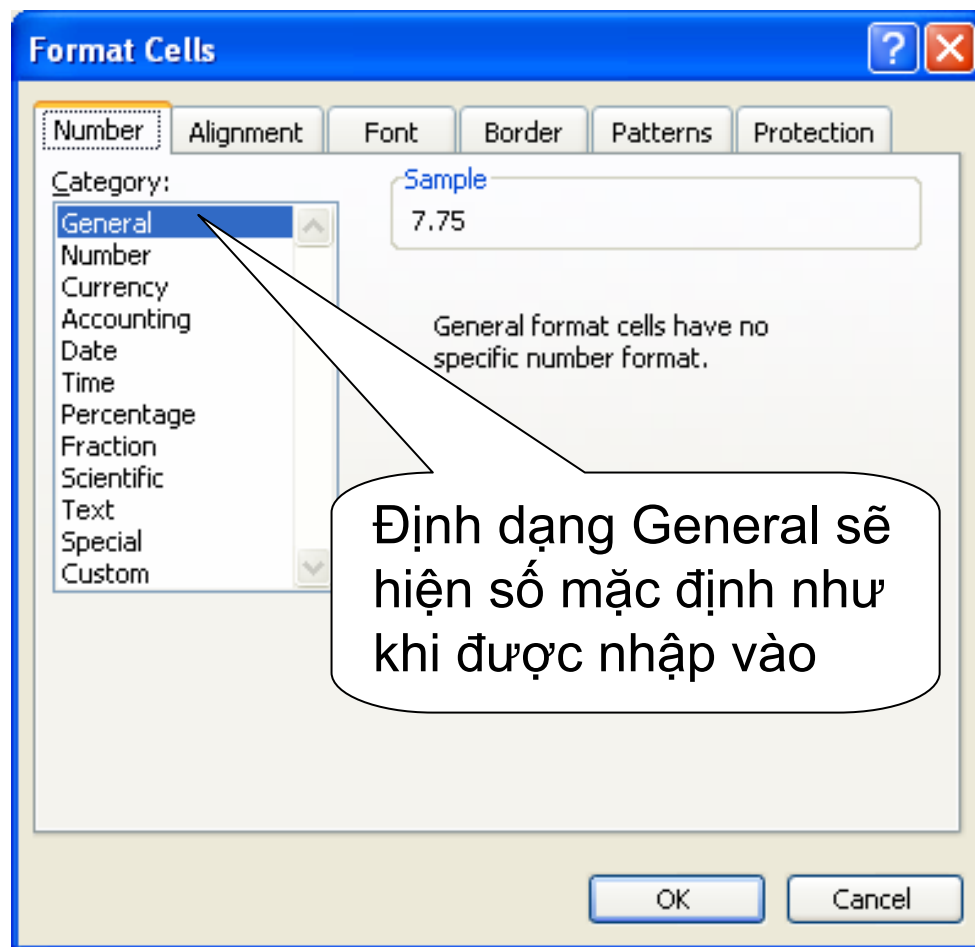 Format Cells
Number Alignment Font Border Patterns Protection
Category:
General
Number
Currency
Accounting
Date
Time
Percentage
Fraction
Scientific
Text
Special
Custom
Sample
7.75
General format cells have no
specific number format.
Định dạng General sẽ
hiện số mặc định như
khi được nhập vào
OK Cancel